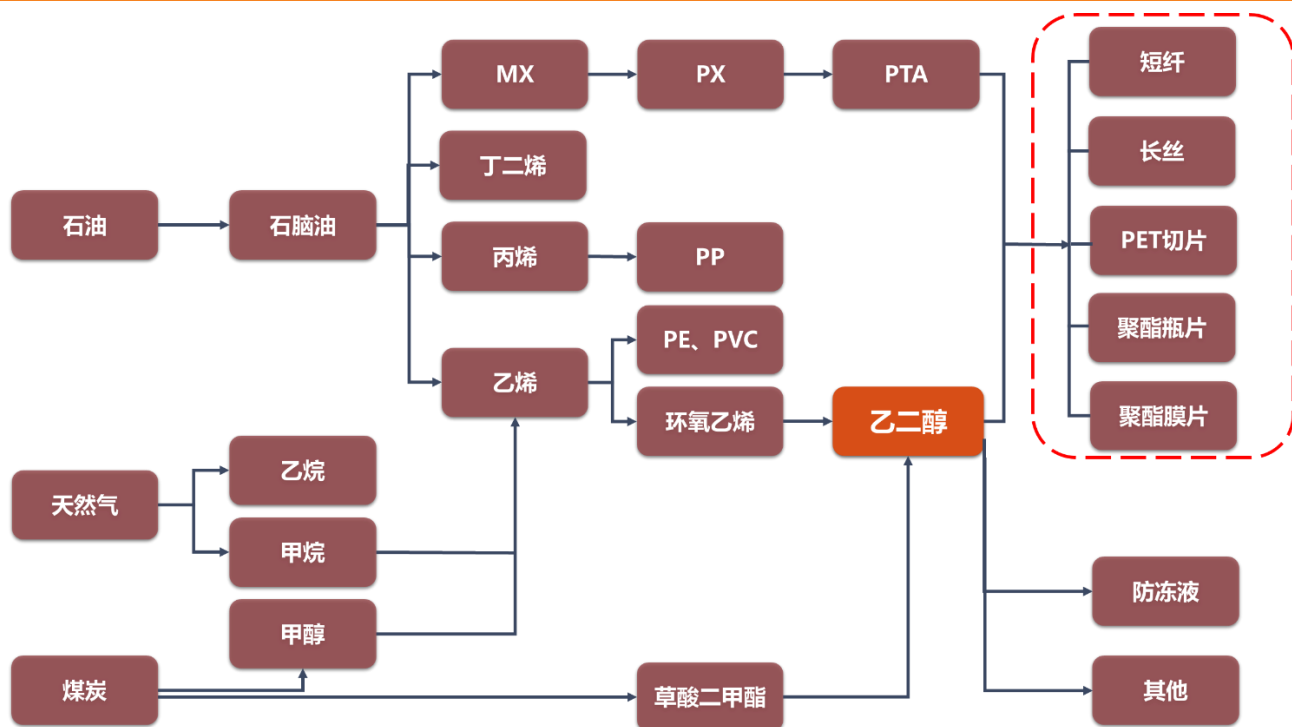 MX
PX
PTA
短纤
丁二烯
长丝
石油
石脑油
丙烯
PP
PET切片
PE、PVC
聚酯瓶片
乙烯
环氧乙烯
乙二醇
聚酯膜片
乙烷
天然气
甲烷
防冻液
甲醇
煤炭
草酸二甲酯
其他